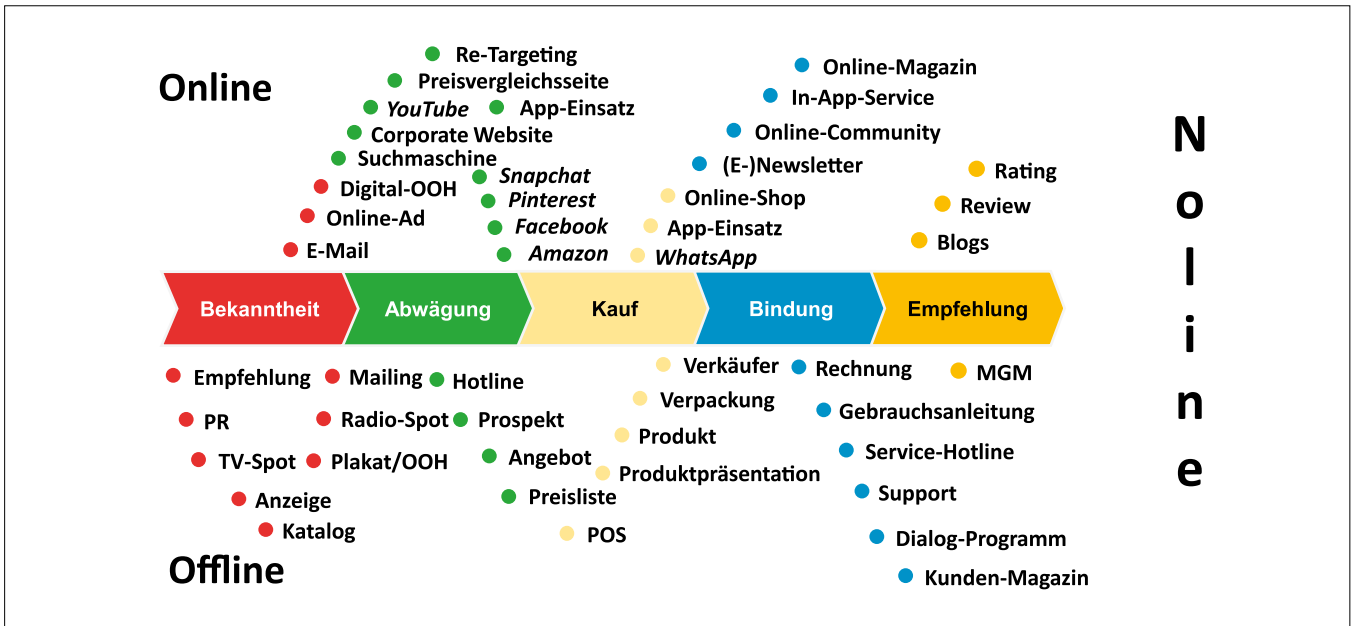 Online
Re-Targeting
Preisvergleichsseite
YouTube
App-Einsatz
Corporate Website
Suchmaschine
Digital-OOH
Online-Ad
E-Mail
Snapchat
Pinterest
Facebook
Amazon
Online-Magazin
In-App-Service
Online-Community
(E-)Newsletter
Online-Shop
App-Einsatz
WhatsApp
Rating
Review
Blogs
Bekanntheit
Abwägung
Kauf
Bindung
Empfehlung
Empfehlung
PR
TV-Spot
Anzeige
Katalog
Mailing
Radio-Spot
Plakat/OOH
Hotline
Prospekt
Angebot
Preisliste
Verkäufer
Verpackung
Produkt
Produktpräsentation
POS
Rechnung
Gebrauchsanleitung
Service-Hotline
Support
Dialog-Programm
Kunden-Magazin
MGM
Offline
N
o
l
i
n
e